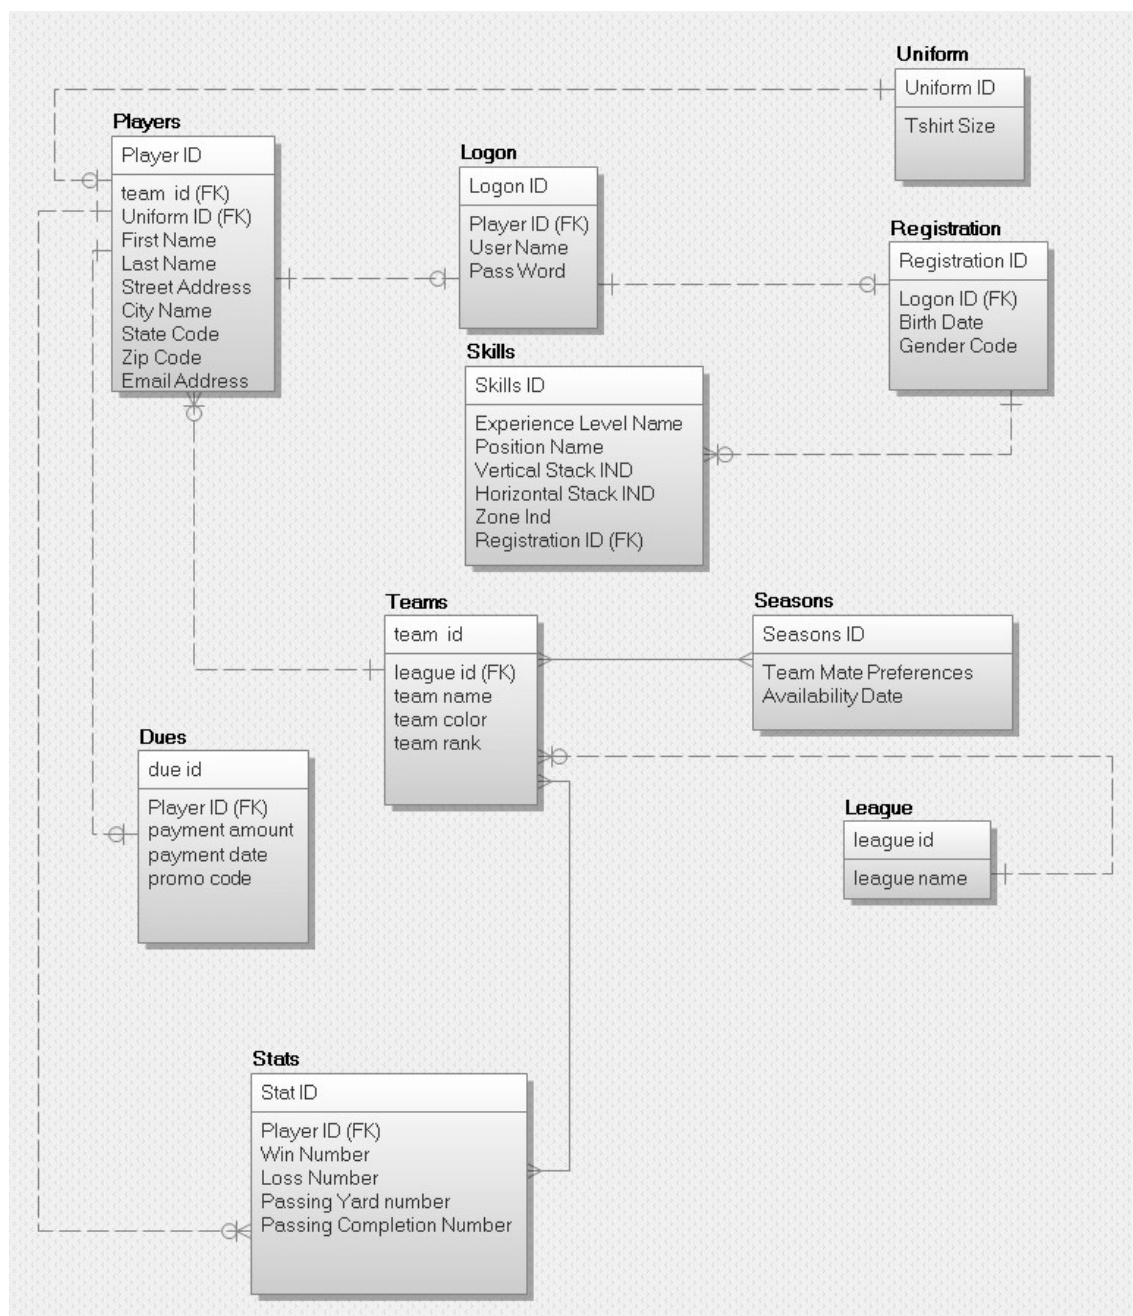 Uniform
Uniform ID
Tshirt Size
Players
Player ID
team id (FK)
Uniform ID (FK)
First Name
Last Name
Street Address
City Name
State Code
Zip Code
Email Address
Logon
Logon ID
Player ID (FK)
User Name
Pass Word
Registration
Registration ID
Logon ID (FK)
Birth Date
Gender Code
Skills
Skills ID
Experience Level Name
Position Name
Vertical Stack IND
Horizontal Stack IND
Zone Ind
Registration ID (FK)
Teams
team id
league id (FK)
team name
team color
team rank
Seasons
Seasons ID
Team Mate Preferences
Availability Date
Dues
due id
Player ID (FK)
payment amount
payment date
promo code
League
league id
league name
Stats
Stat ID
Player ID (FK)
Win Number
Loss Number
Passing Yard number
Passing Completion Number